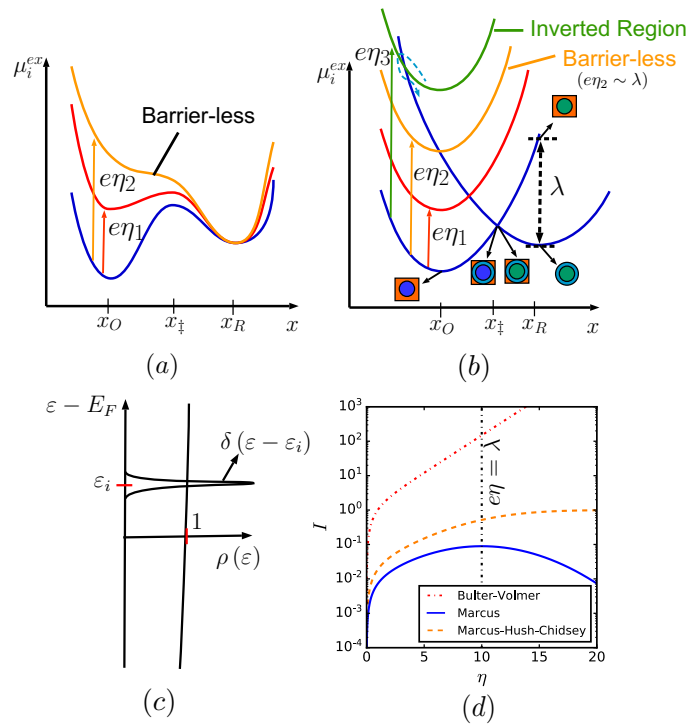 μ_i^{ex}
Barrier-less
eη_2
eη_1
x_O x_‡ x_R x
(a)
Inverted Region
μ_i^{ex} eη_3
Barrier-less
(eη_2 ∼ λ)
eη_2
λ
eη_1
x_O x_‡ x_R x
(b)
ε − E_F
δ (ε − ε_i)
ε_i
1
ρ (ε)
(c)
10^3
10^2
10^1
10^0
10^{-1}
10^{-2}
10^{-3}
10^{-4}
I
eη = λ
Bulter-Volmer
Marcus
Marcus-Hush-Chidsey
0 5 10 15 20
η
(d)